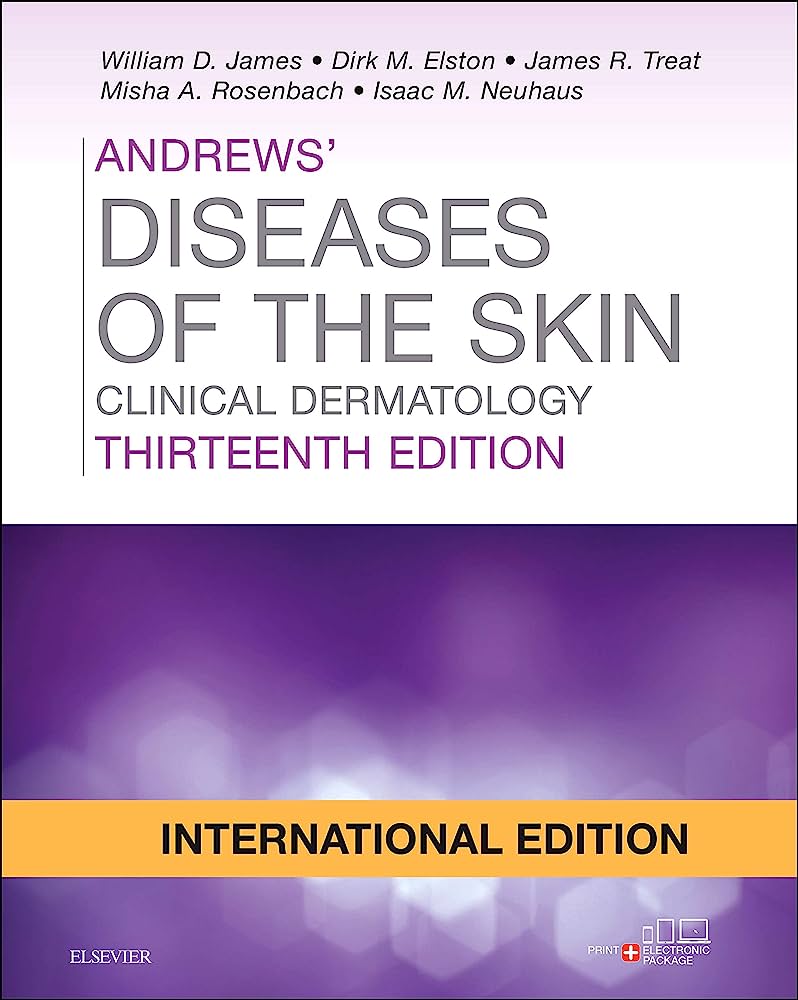 William D. James • Dirk M. Elston • James R. Treat
Misha A. Rosenbach • Isaac M. Neuhaus
ANDREWS’
DISEASES
OF THE SKIN
CLINICAL DERMATOLOGY
THIRTEENTH EDITION
INTERNATIONAL EDITION
ELSEVIER
PRINT + ELECTRONIC
PACKAGE